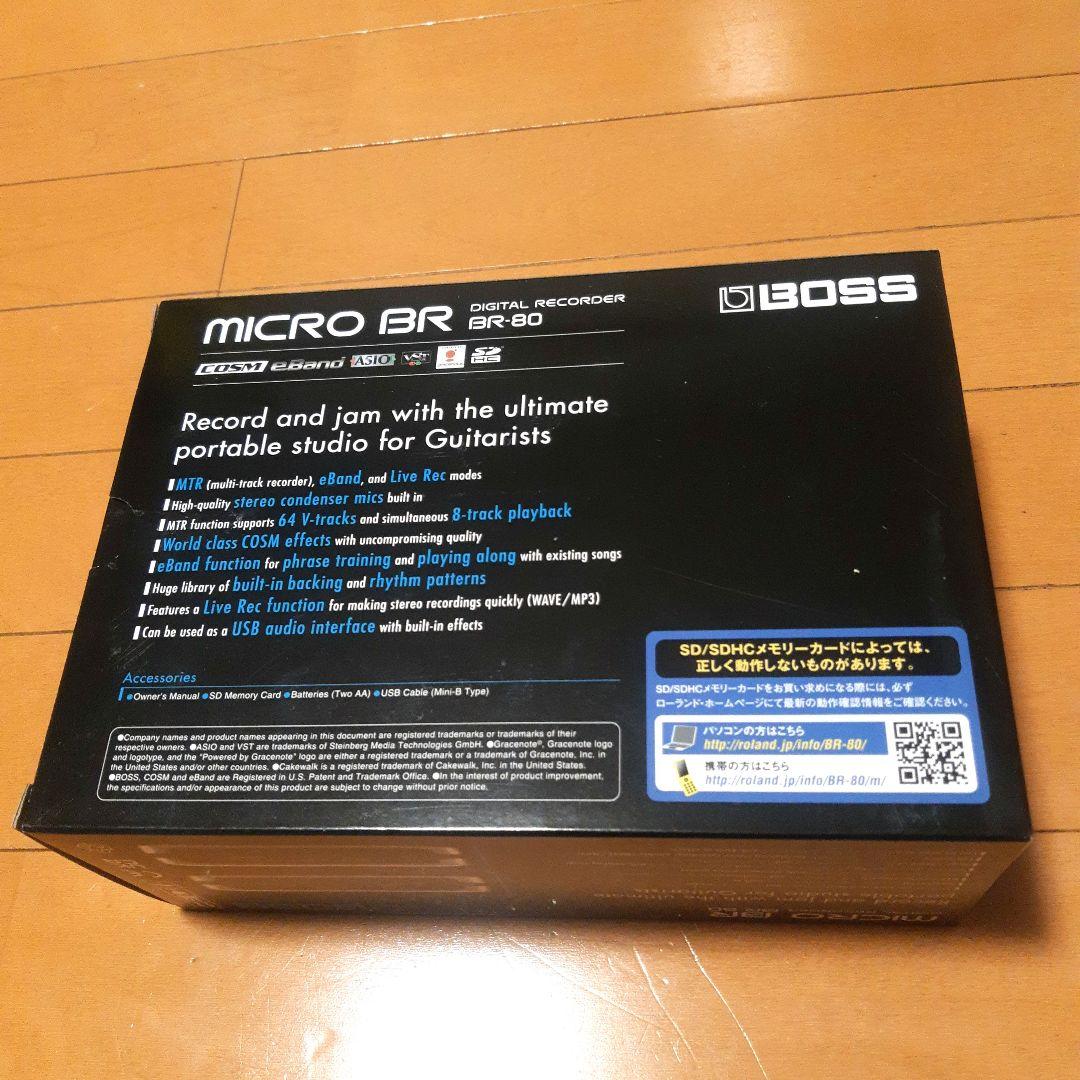 MICRO BR DIGITAL RECORDER
BR-80
BOSS
COSM eBand ASIO VST SD HC
Record and jam with the ultimate
portable studio for Guitarists
MTR (multi-track recorder), eBand, and Live Rec modes
High-quality stereo condenser mics built in
MTR function supports 64 V-tracks and simultaneous 8-track playback
World class COSM effects with uncompromising quality
eBand function for phrase training and playing along with existing songs
Huge library of built-in backing and rhythm patterns
Features a Live Rec function for making stereo recordings quickly (WAVE/MP3)
Can be used as a USB audio interface with built-in effects
Accessories
●Owner's Manual ●SD Memory Card ●Batteries (Two AA) ●USB Cable (Mini-B Type)
●Company names and product names appearing in this document are registered trademarks or trademarks of their
respective owners. ●ASIO and VST are trademarks of Steinberg Media Technologies GmbH. ●Gracenote®, Gracenote logo
and logotype, and the "Powered by Gracenote" logo are either a registered trademark or a trademark of Gracenote, Inc. in
the United States and/or other countries. ●Cakewalk is a registered trademark of Cakewalk, Inc. in the United States.
●BOSS, COSM and eBand are Registered in U.S. Patent and Trademark Office. ●In the interest of product improvement,
the specifications and/or appearance of this product are subject to change without prior notice.
SD/SDHCメモリーカードによっては、
正しく動作しないものがあります。
SD/SDHCメモリーカードをお買い求めになる際には、必ず
ローランド・ホームページにて最新の動作確認情報をご確認ください。
パソコンの方はこちら
http://roland.jp/info/BR-80/
携帯の方はこちら
http://roland.jp/info/BR-80/m/
MICRO BR